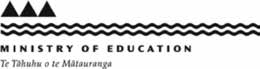 MINISTRY OF EDUCATION
Te Tāhuhu o te Mātauranga